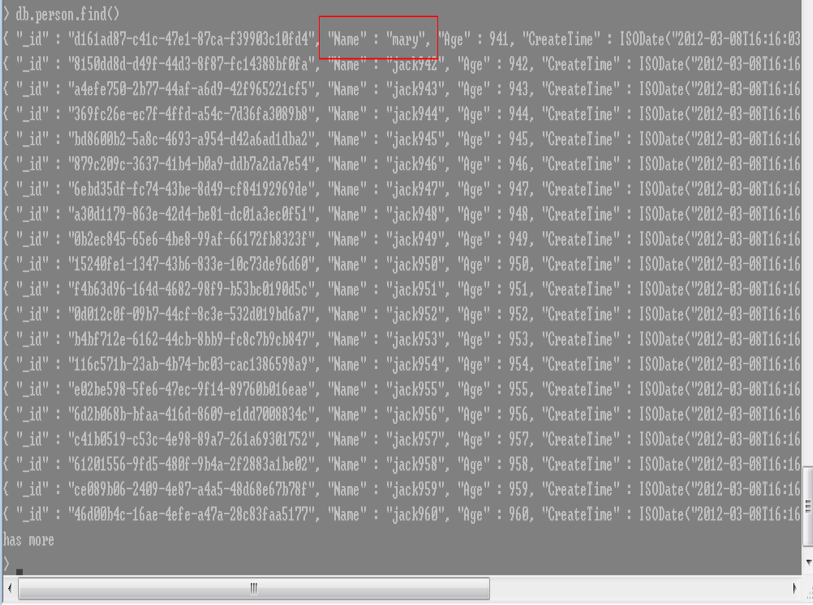 > db.person.find()
{ "_id" : "d161ad87-c41c-47e1-87ca-f39903c10fd4", "Name" : "mary", "Age" : 941, "CreateTime" : ISODate("2012-03-08T16:16:03
{ "_id" : "8150dd8d-d49f-44d3-8f87-fc14388bf0fa", "Name" : "jack942", "Age" : 942, "CreateTime" : ISODate("2012-03-08T16:16
{ "_id" : "a4efe750-2b77-44af-a6d9-42f965221cf5", "Name" : "jack943", "Age" : 943, "CreateTime" : ISODate("2012-03-08T16:16
{ "_id" : "369fc26e-ec7f-4ffd-a54c-7d36fa3089b8", "Name" : "jack944", "Age" : 944, "CreateTime" : ISODate("2012-03-08T16:16
{ "_id" : "bd8600b2-5a8c-4693-a954-d42a6ad1dba2", "Name" : "jack945", "Age" : 945, "CreateTime" : ISODate("2012-03-08T16:16
{ "_id" : "879c209c-3637-41b4-b0a9-ddb7a2da7e54", "Name" : "jack946", "Age" : 946, "CreateTime" : ISODate("2012-03-08T16:16
{ "_id" : "6ebd35df-fc74-43be-8d49-cf84192969de", "Name" : "jack947", "Age" : 947, "CreateTime" : ISODate("2012-03-08T16:16
{ "_id" : "a30d1179-863e-42d4-be81-dc01a3ec0f51", "Name" : "jack948", "Age" : 948, "CreateTime" : ISODate("2012-03-08T16:16
{ "_id" : "0b2ec845-65e6-4be8-99af-66172fb8323f", "Name" : "jack949", "Age" : 949, "CreateTime" : ISODate("2012-03-08T16:16
{ "_id" : "15240fe1-1347-43b6-833e-10c73de96d60", "Name" : "jack950", "Age" : 950, "CreateTime" : ISODate("2012-03-08T16:16
{ "_id" : "f4b63d96-164d-4682-98f9-b53bc0190d5c", "Name" : "jack951", "Age" : 951, "CreateTime" : ISODate("2012-03-08T16:16
{ "_id" : "0d012c0f-09b7-44cf-8c3e-532d019bd6a7", "Name" : "jack952", "Age" : 952, "CreateTime" : ISODate("2012-03-08T16:16
{ "_id" : "b4bf712e-6162-44cb-8bb9-fc8c7b9cb847", "Name" : "jack953", "Age" : 953, "CreateTime" : ISODate("2012-03-08T16:16
{ "_id" : "116c571b-23ab-4b74-bc03-cac1386598a9", "Name" : "jack954", "Age" : 954, "CreateTime" : ISODate("2012-03-08T16:16
{ "_id" : "e02be598-5fe6-47ec-9f14-89760b016eae", "Name" : "jack955", "Age" : 955, "CreateTime" : ISODate("2012-03-08T16:16
{ "_id" : "6d2b068b-bfaa-416d-8609-e1dd7008834c", "Name" : "jack956", "Age" : 956, "CreateTime" : ISODate("2012-03-08T16:16
{ "_id" : "c41b0519-c53c-4e98-89a7-261a69301752", "Name" : "jack957", "Age" : 957, "CreateTime" : ISODate("2012-03-08T16:16
{ "_id" : "61201556-9fd5-480f-9b4a-2f2883a1be02", "Name" : "jack958", "Age" : 958, "CreateTime" : ISODate("2012-03-08T16:16
{ "_id" : "ce089b06-2409-4e87-a4a5-48d68e67b78f", "Name" : "jack959", "Age" : 959, "CreateTime" : ISODate("2012-03-08T16:16
{ "_id" : "46d00b4c-16ae-4efe-a47a-28c83faa5177", "Name" : "jack960", "Age" : 960, "CreateTime" : ISODate("2012-03-08T16:16
has more
>